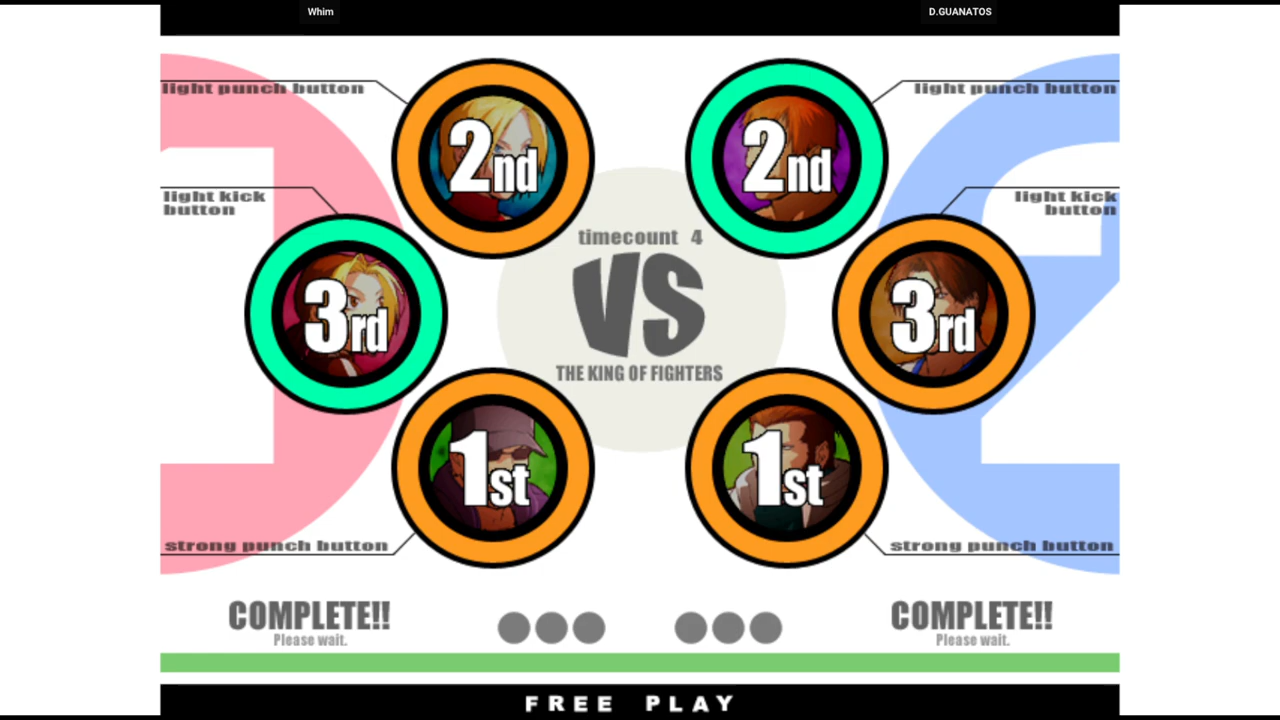 Whim
D.GUANATOS
light punch button
light punch button
2nd
2nd
light kick
button
light kick
button
timecount 4
VS
THE KING OF FIGHTERS
3rd
3rd
1st
1st
strong punch button
strong punch button
COMPLETE!!
Please wait.
COMPLETE!!
Please wait.
FREE PLAY